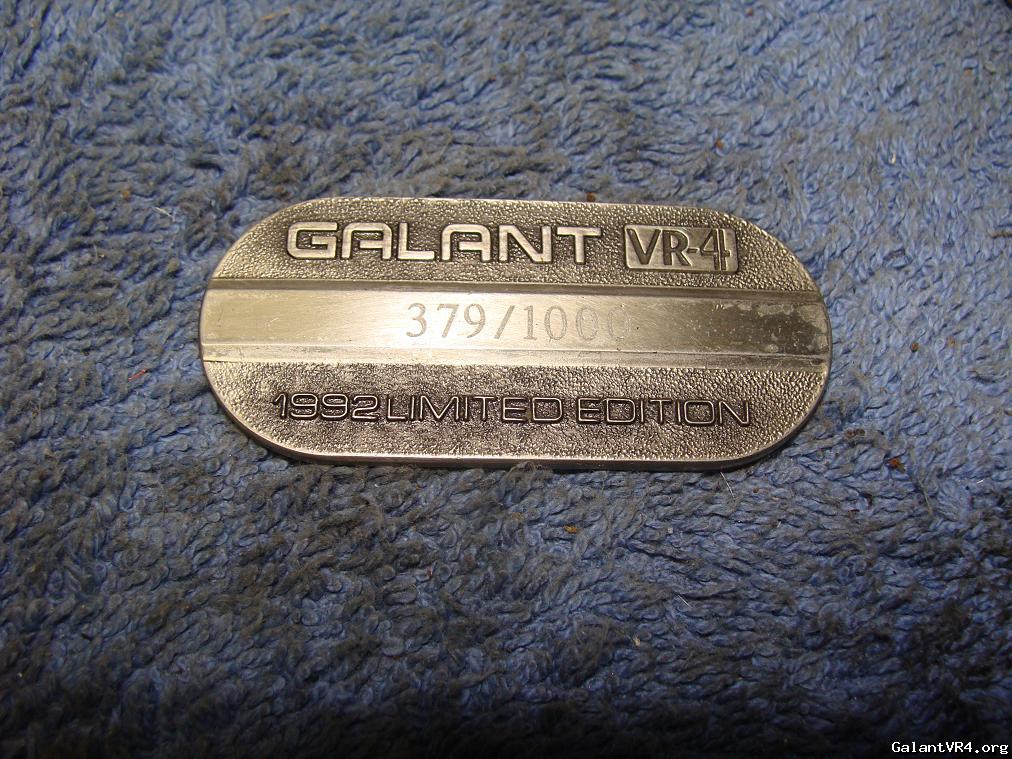 GALANT VR-4
379/1000
1992 LIMITED EDITION
GalantVR4.org